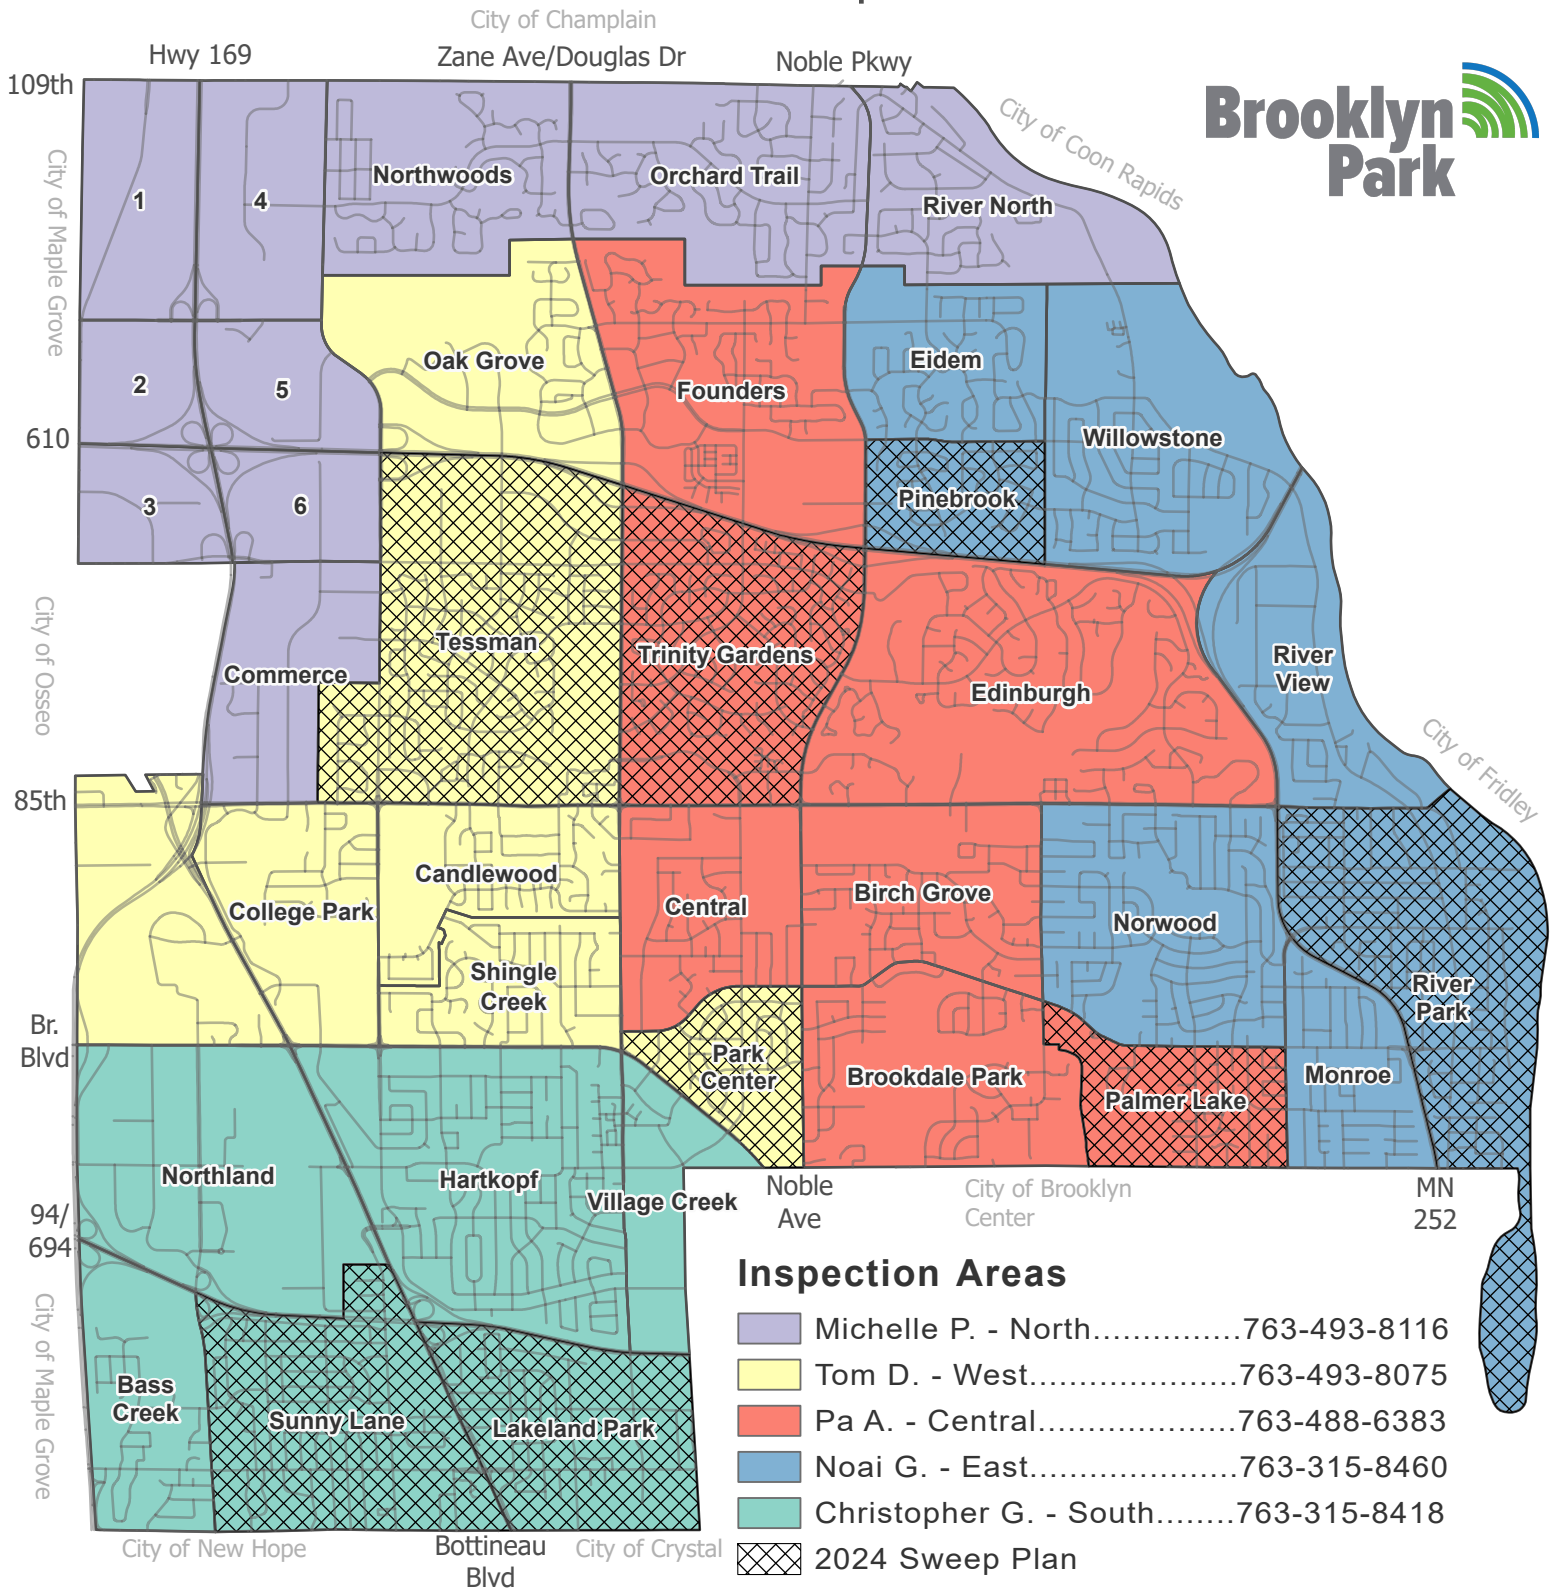 City of Champlain
Hwy 169
Zane Ave/Douglas Dr
Noble Pkwy
109th
Brooklyn
Park
City of Coon Rapids
City of Maple Grove
Northwoods
Orchard Trail
River North
1
4
Oak Grove
Eidem
2
5
Founders
610
Willowstone
3
6
Pinebrook
City of Osseo
Tessman
Trinity Gardens
River
View
Commerce
Edinburgh
City of Fridley
85th
Candlewood
College Park
Central
Birch Grove
Norwood
Shingle
Creek
River
Park
Br.
Blvd
Park
Center
Brookdale Park
Monroe
Palmer Lake
Northland
Hartkopf
Village Creek
Noble
Ave
City of Brooklyn
Center
MN
252
94/
694
City of Maple Grove
Bass
Creek
Sunny Lane
Lakeland Park
Inspection Areas
Michelle P. - North...............763-493-8116
Tom D. - West.....................763-493-8075
Pa A. - Central....................763-488-6383
Noai G. - East.....................763-315-8460
Christopher G. - South........763-315-8418
2024 Sweep Plan
City of New Hope
Bottineau
Blvd
City of Crystal